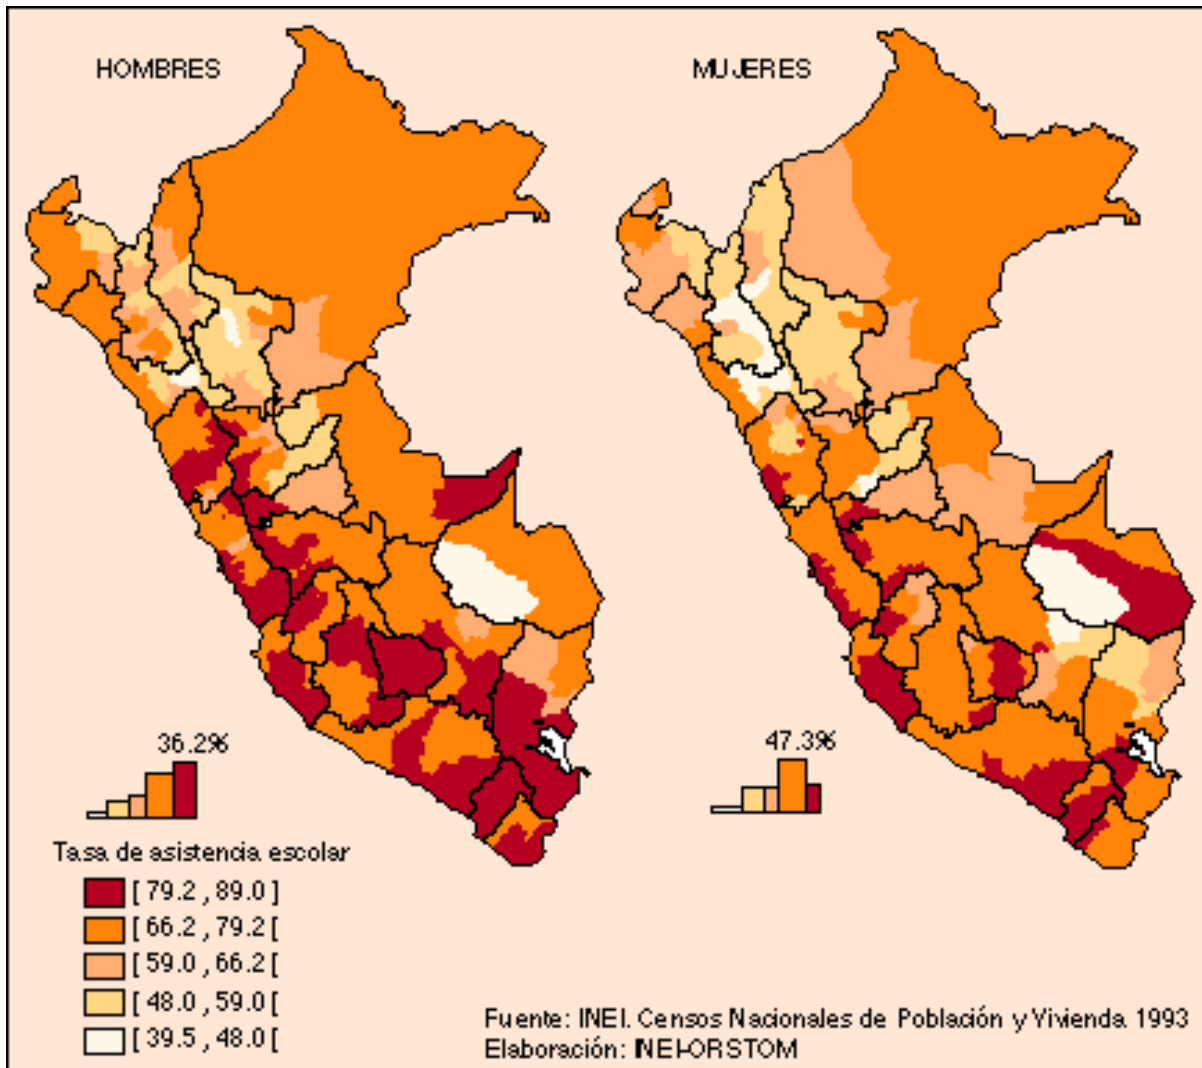 HOMBRES
MUJERES
36.2%
47.3%
Tasa de asistencia escolar
[ 79.2 , 89.0 ]
[ 66.2 , 79.2 [
[ 59.0 , 66.2 [
[ 48.0 , 59.0 [
[ 39.5 , 48.0 [
Fuente: INEI. Censos Nacionales de Población y Vivienda 1993
Elaboración: INEI-ORSTOM